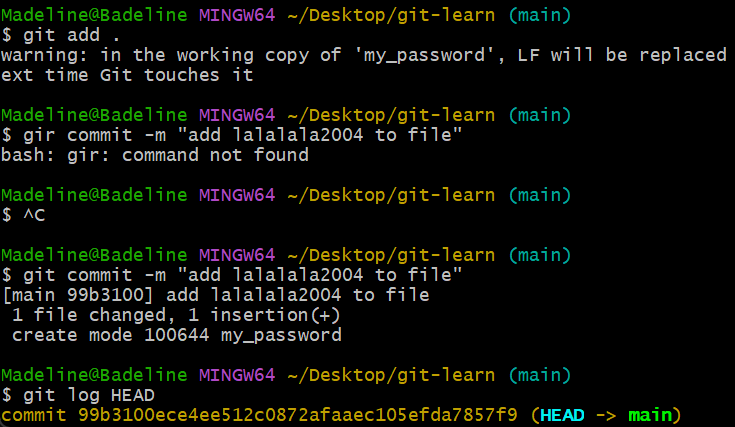 Madeline@Badeline MINGW64 ~/Desktop/git-learn (main)
$ git add .
warning: in the working copy of 'my_password', LF will be replaced
ext time Git touches it
Madeline@Badeline MINGW64 ~/Desktop/git-learn (main)
$ gir commit -m "add lalalala2004 to file"
bash: gir: command not found
Madeline@Badeline MINGW64 ~/Desktop/git-learn (main)
$ ^C
Madeline@Badeline MINGW64 ~/Desktop/git-learn (main)
$ git commit -m "add lalalala2004 to file"
[main 99b3100] add lalalala2004 to file
 1 file changed, 1 insertion(+)
 create mode 100644 my_password
Madeline@Badeline MINGW64 ~/Desktop/git-learn (main)
$ git log HEAD
commit 99b3100ece4ee512c0872afaaec105efda7857f9 (HEAD -> main)